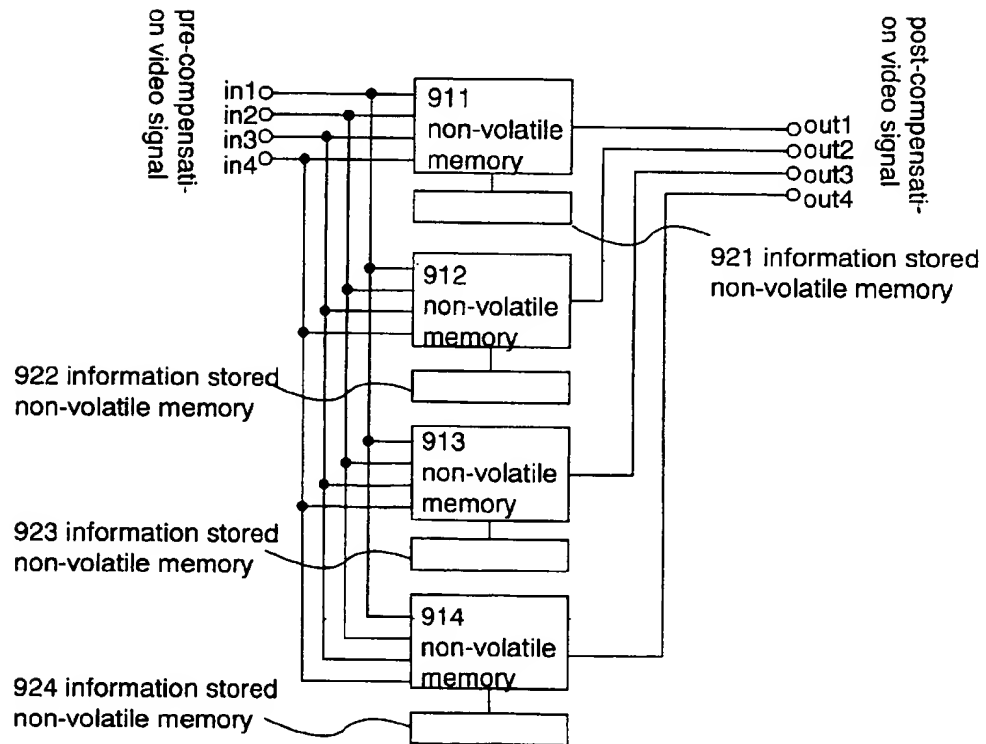 pre-compensati-
on video signal
in1
in2
in3
in4
911
non-volatile
memory
out1
out2
out3
out4
post-compensati-
on video signal
921 information stored
non-volatile memory
912
non-volatile
memory
922 information stored
non-volatile memory
913
non-volatile
memory
923 information stored
non-volatile memory
914
non-volatile
memory
924 information stored
non-volatile memory